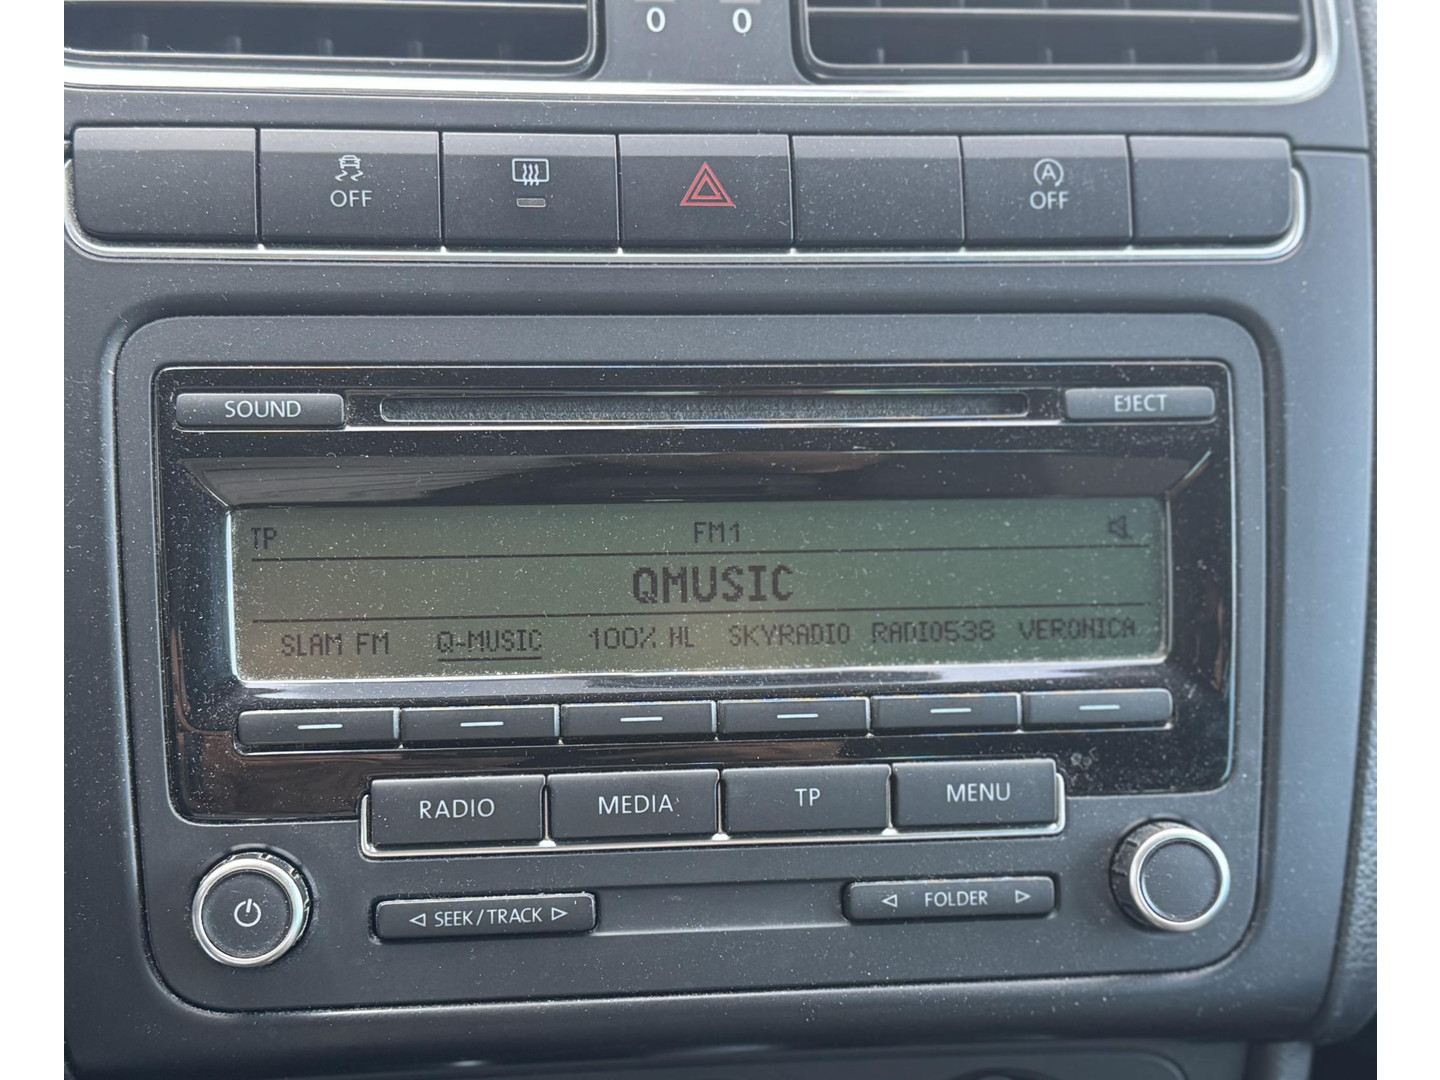 0 0
OFF
OFF
SOUND
EJECT
TP FM1
QMUSIC
SLAM FM Q-MUSIC 100% NL SKYRADIO RADIO538 VERONICA
RADIO MEDIA TP MENU
SEEK/TRACK
FOLDER